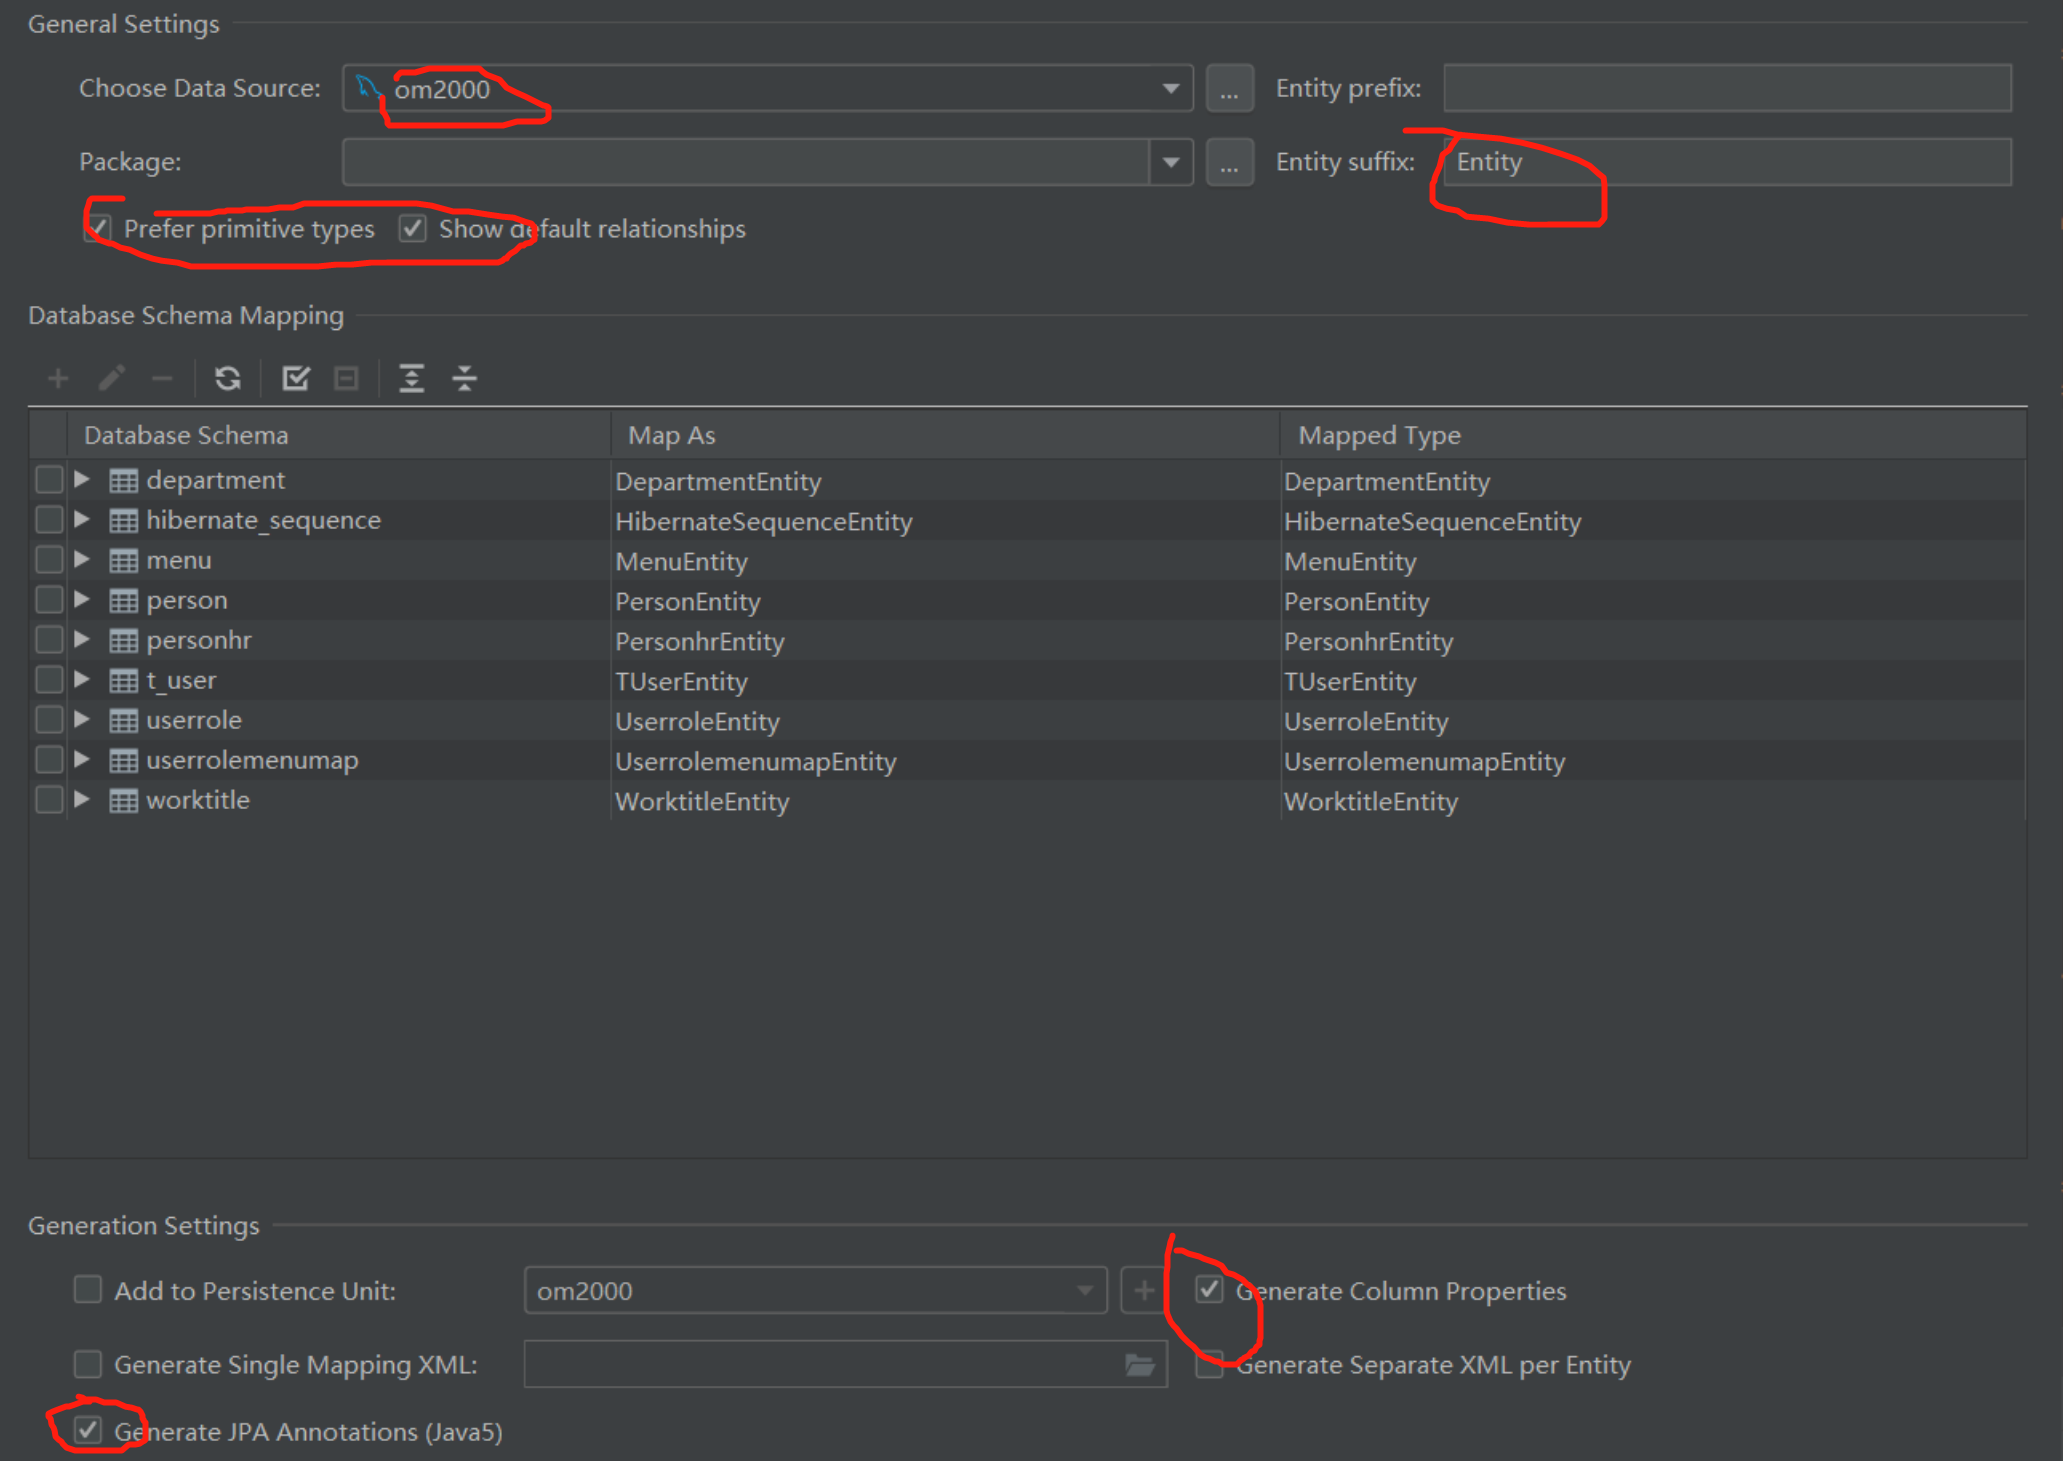 General Settings
Choose Data Source: om2000 ... Entity prefix:
Package: ... Entity suffix: Entity
Prefer primitive types Show default relationships
Database Schema Mapping
Database Schema Map As Mapped Type
department DepartmentEntity DepartmentEntity
hibernate_sequence HibernateSequenceEntity HibernateSequenceEntity
menu MenuEntity MenuEntity
person PersonEntity PersonEntity
personhr PersonhrEntity PersonhrEntity
t_user TUserEntity TUserEntity
userrole UserroleEntity UserroleEntity
userrolemenumap UserrolemenumapEntity UserrolemenumapEntity
worktitle WorktitleEntity WorktitleEntity
Generation Settings
Add to Persistence Unit: om2000 Generate Column Properties
Generate Single Mapping XML: Generate Separate XML per Entity
Generate JPA Annotations (Java5)